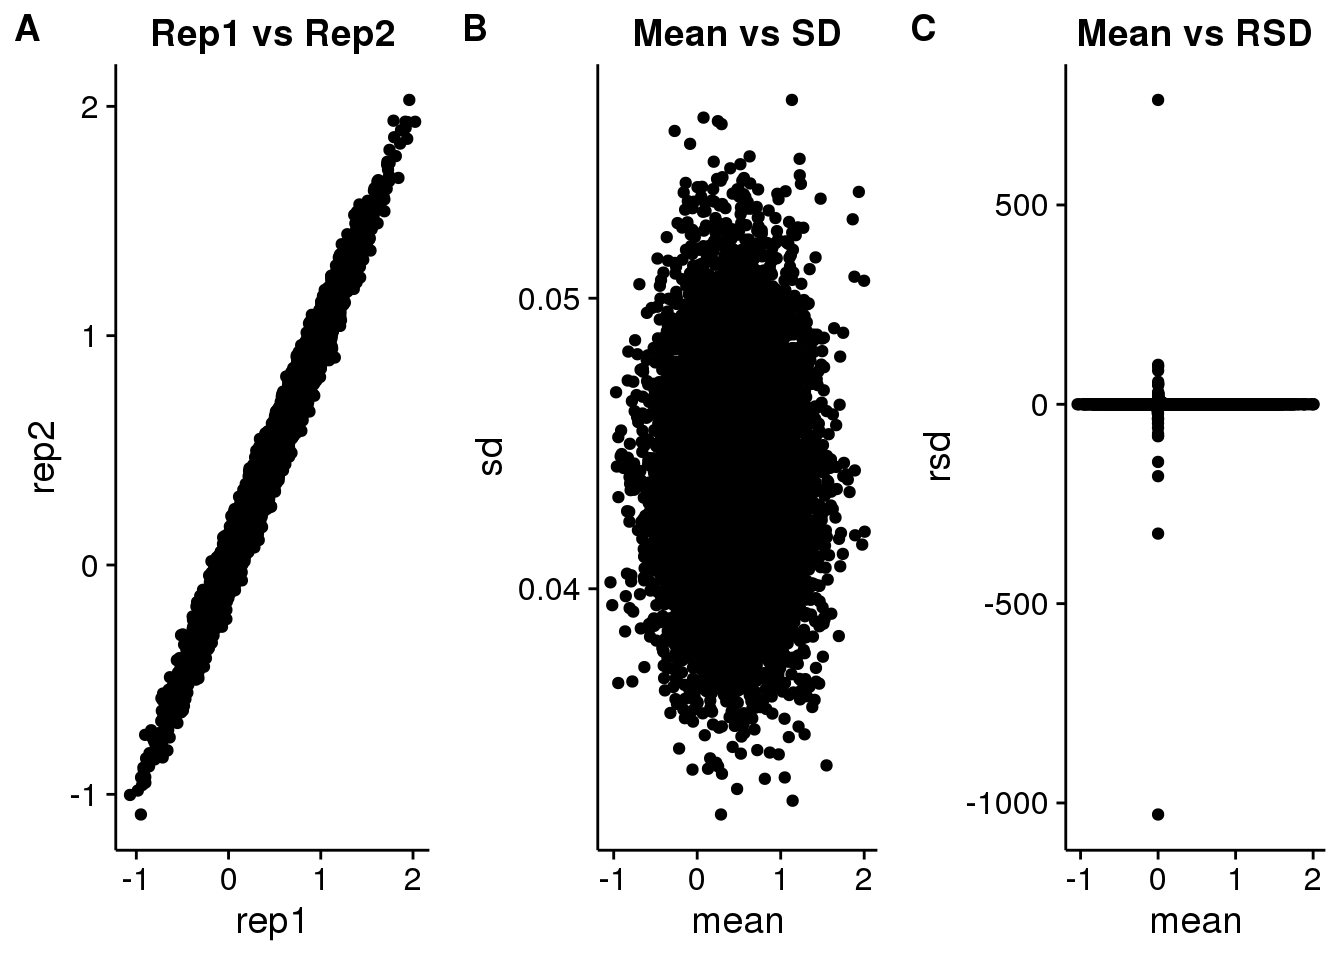 A
Rep1 vs Rep2
2
1
0
-1
rep2
-1 0 1 2
rep1
B
Mean vs SD
0.05
0.04
sd
-1 0 1 2
mean
C
Mean vs RSD
500
0
-500
-1000
rsd
-1 0 1 2
mean